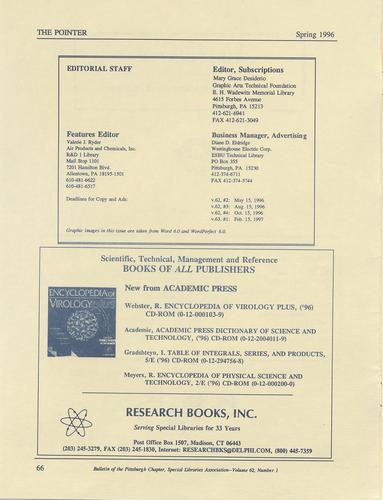 THE POINTER Spring 1996
EDITORIAL STAFF
Editor, Subscriptions
Mary Grace Desiderio
Graphic Arts Technical Foundation
E. H. Wadewitz Memorial Library
4615 Forbes Avenue
Pittsburgh, PA 15213
412-621-6941
FAX 412-621-3049
Features Editor
Valerie J. Ryder
Air Products and Chemicals, Inc.
R&D 1 Library
Mail Stop 1101
7201 Hamilton Blvd.
Allentown, PA 18195-1501
610-481-6622
610-481-6517
Business Manager, Advertising
Diane D. Eldridge
Westinghouse Electric Corp.
ESBU Technical Library
PO Box 355
Pittsburgh, PA 15230
412-374-6711
FAX 412-374-5744
Deadlines for Copy and Ads:
v.62, #2: May 15, 1996
v.62, #3: Aug 15, 1996
v.62, #4: Oct 15, 1996
v.63, #1: Feb 15, 1997
Graphic images in this issue are taken from Word 6.0 and WordPerfect 6.0.
Scientific, Technical, Management and Reference
BOOKS OF ALL PUBLISHERS
ENCYCLOPEDIA OF
VIROLOGY
New from ACADEMIC PRESS
Webster, R. ENCYCLOPEDIA OF VIROLOGY PLUS, ('96)
CD-ROM (0-12-000103-9)
Academic, ACADEMIC PRESS DICTIONARY OF SCIENCE AND
TECHNOLOGY, ('96) CD-ROM (0-12-2004011-9)
Gradshteyn, I. TABLE OF INTEGRALS, SERIES, AND PRODUCTS,
5/E ('96) CD-ROM (0-12-294756-8)
Meyers, R. ENCYCLOPEDIA OF PHYSICAL SCIENCE AND
TECHNOLOGY, 2/E ('96) CD-ROM (0-12-000200-0)
RESEARCH BOOKS, INC.
Serving Special Libraries for 33 Years
Post Office Box 1507, Madison, CT 06443
(203) 245-3279, FAX (203) 245-1830, Internet: RESEARCHBKS@DELPHI.COM, (800) 445-7359
66 Bulletin of the Pittsburgh Chapter, Special Libraries Association—Volume 62, Number 1